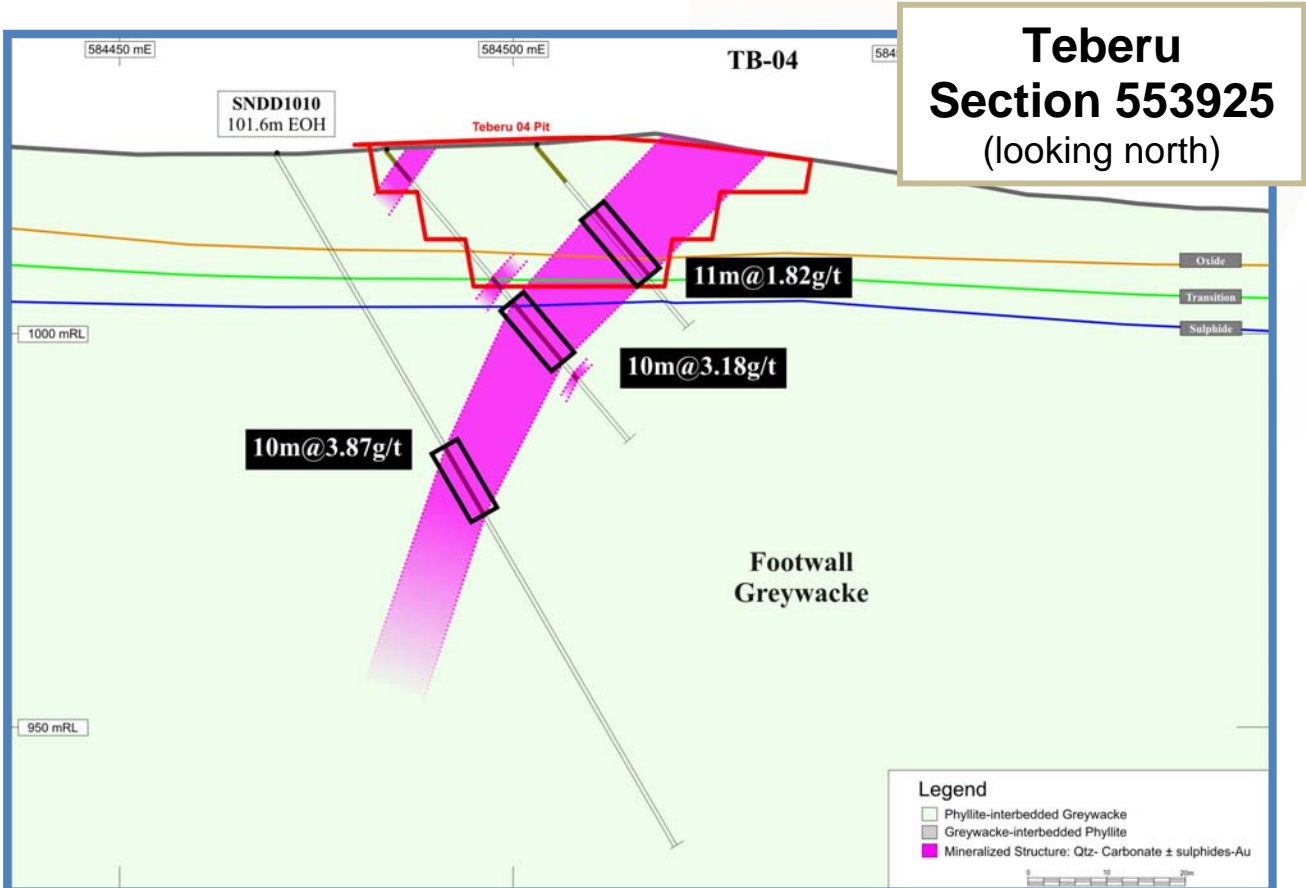 Teberu
Section 553925
(looking north)
584450 mE
584500 mE
TB-04
584
SNDD1010
101.6m EOH
Teberu 04 Pit
Oxide
11m@1.82g/t
Transition
Sulphide
1000 mRL
10m@3.18g/t
10m@3.87g/t
Footwall
Greywacke
950 mRL
Legend
Phyllite-interbedded Greywacke
Greywacke-interbedded Phyllite
Mineralized Structure: Qtz- Carbonate ± sulphides-Au
0 10 20m